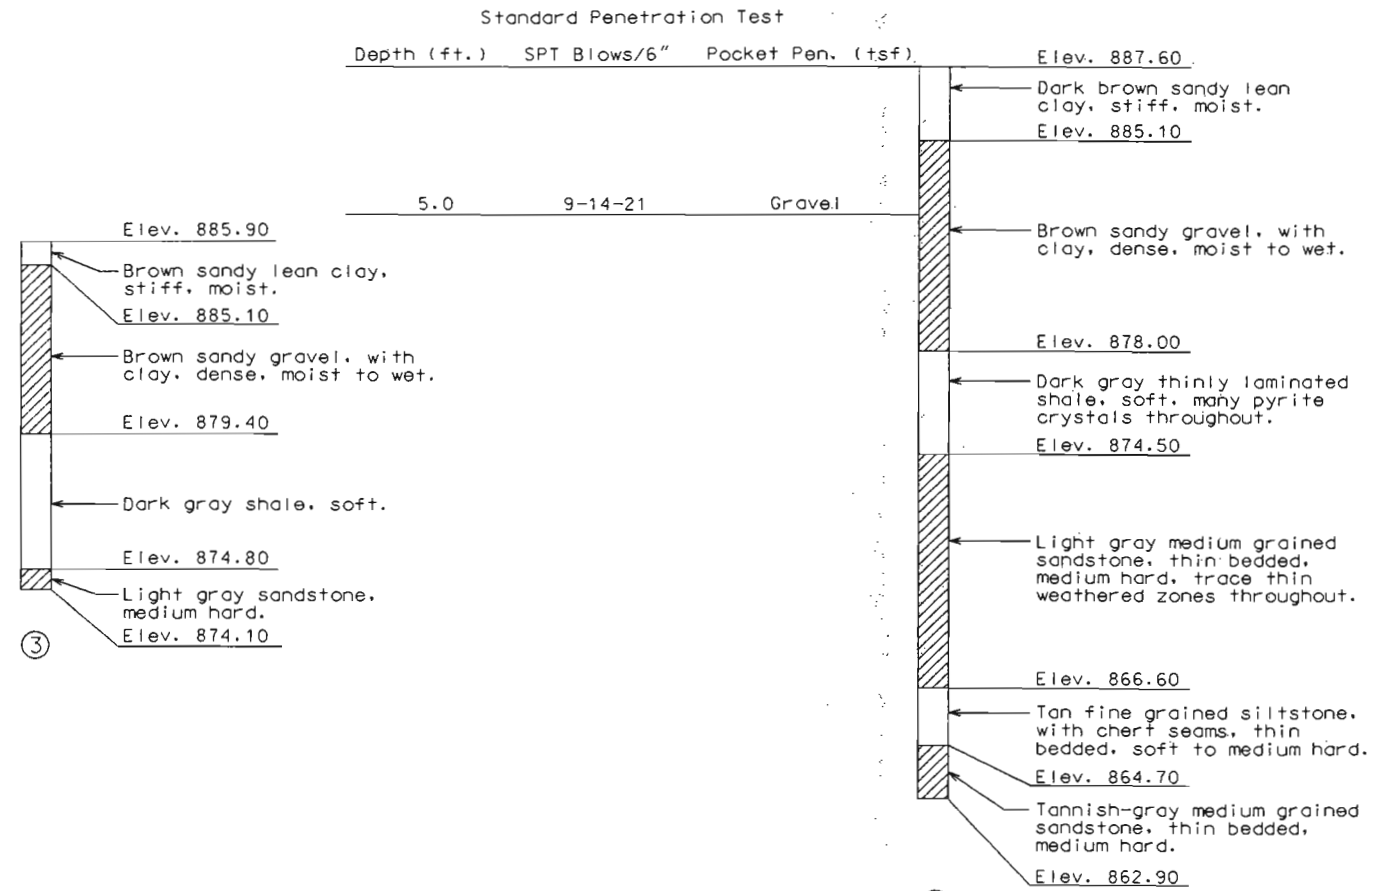 Standard Penetration Test
Depth (ft.) SPT Blows/6" Pocket Pen. (tsf)
5.0 9-14-21 Gravel
Elev. 885.90
Brown sandy lean clay,
stiff, moist.
Elev. 885.10
Brown sandy gravel, with
clay, dense, moist to wet.
Elev. 879.40
Dark gray shale, soft.
Elev. 874.80
Light gray sandstone,
medium hard.
Elev. 874.10
3
Elev. 887.60
Dark brown sandy lean
clay, stiff, moist.
Elev. 885.10
Brown sandy gravel, with
clay, dense, moist to wet.
Elev. 878.00
Dark gray thinly laminated
shale, soft, many pyrite
crystals throughout.
Elev. 874.50
Light gray medium grained
sandstone, thin bedded,
medium hard, trace thin
weathered zones throughout.
Elev. 866.60
Tan fine grained siltstone,
with chert seams, thin
bedded, soft to medium hard.
Elev. 864.70
Tannish-gray medium grained
sandstone, thin bedded,
medium hard.
Elev. 862.90